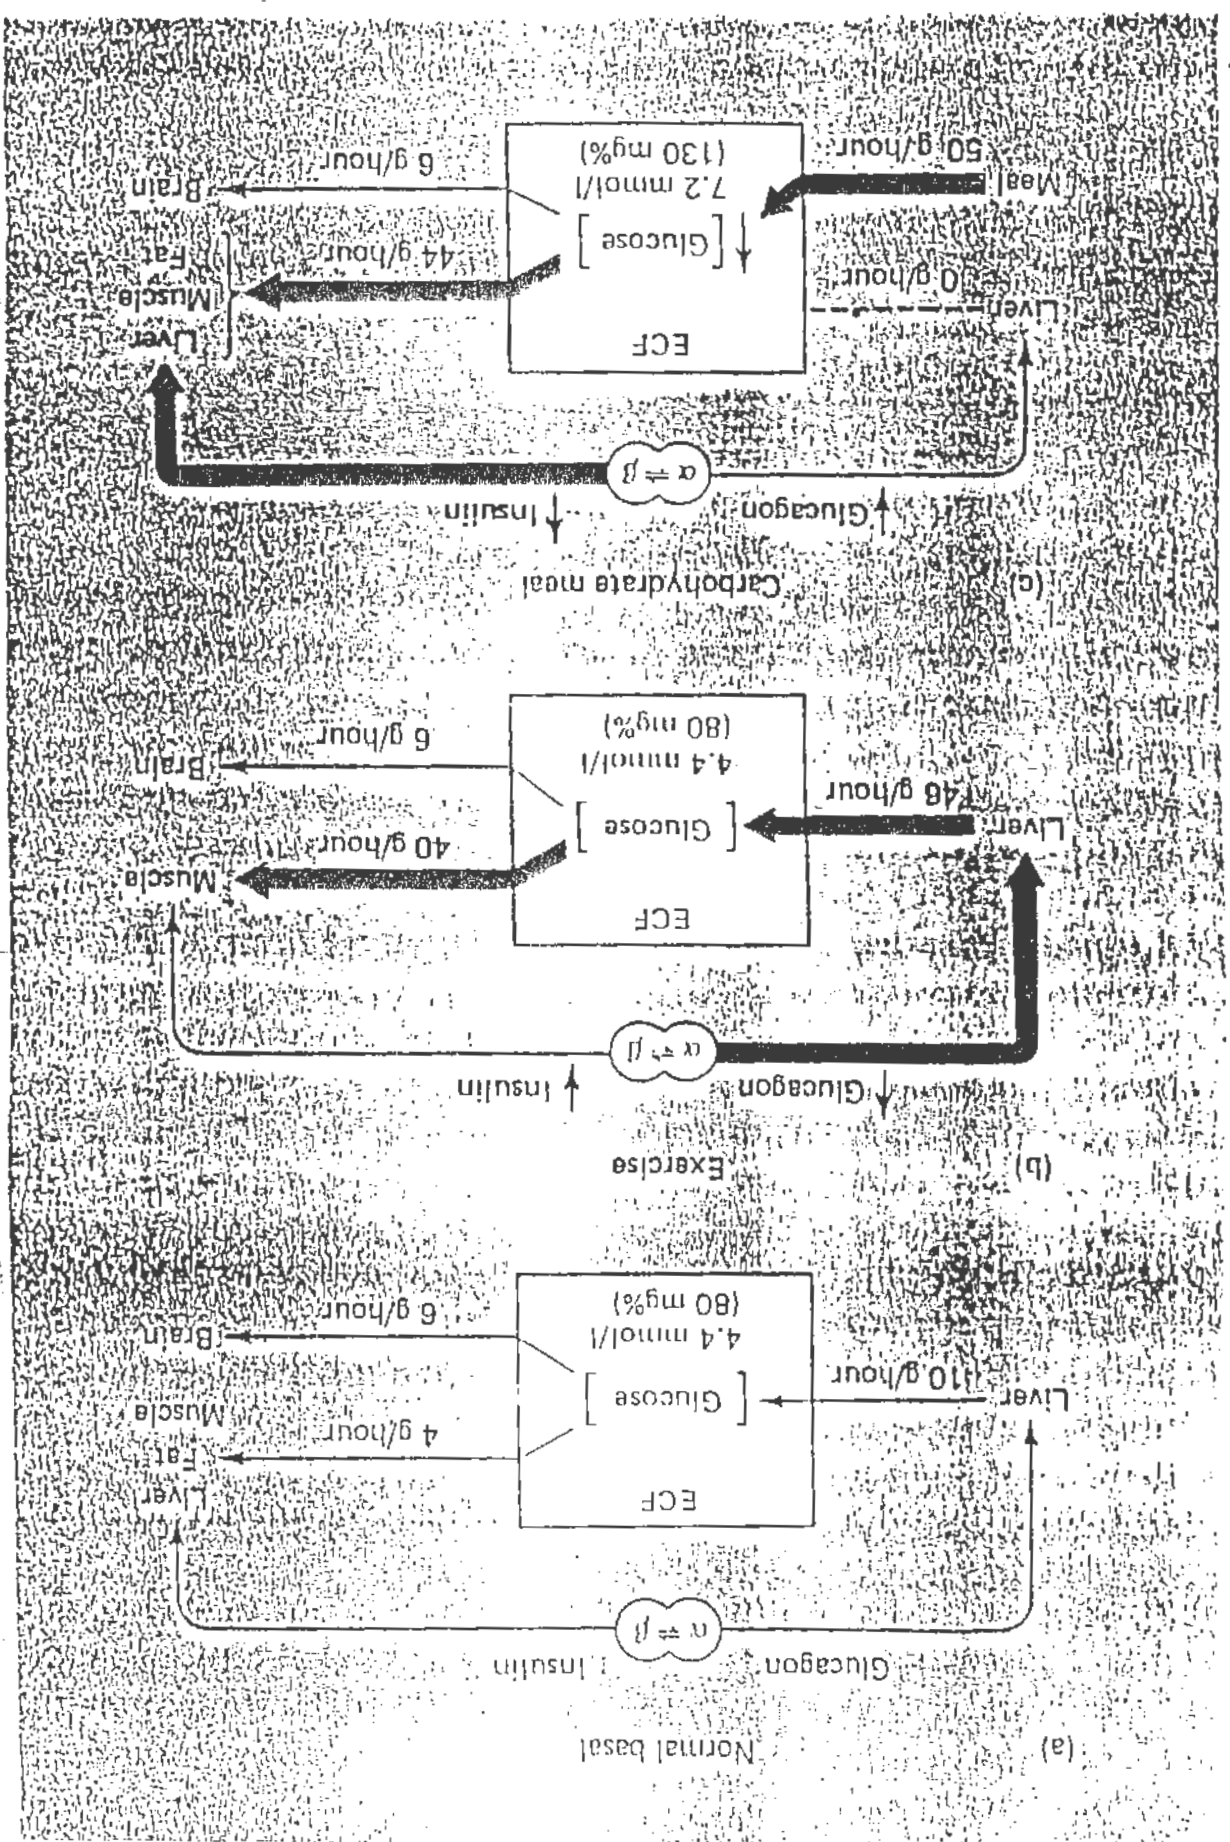 (a)
Normal basal
Glucagon
Insulin
α ⇌ β
ECF
Liver
10 g/hour
[ Glucose ]
4.4 mmol/l
(80 mg%)
4 g/hour
Liver
Fat
Muscle
6 g/hour
Brain
(b)
Exercise
↑ Glucagon
↓ Insulin
α ⇌ β
ECF
Liver
46 g/hour
[ Glucose ]
4.4 mmol/l
(80 mg%)
40 g/hour
Muscle
6 g/hour
Brain
(c)
Carbohydrate meal
↓ Glucagon
↑ Insulin
α ⇌ β
ECF
Liver
0 g/hour
Meal
50 g/hour
↑ [ Glucose ]
7.2 mmol/l
(130 mg%)
44 g/hour
Liver
Muscle
Fat
6 g/hour
Brain